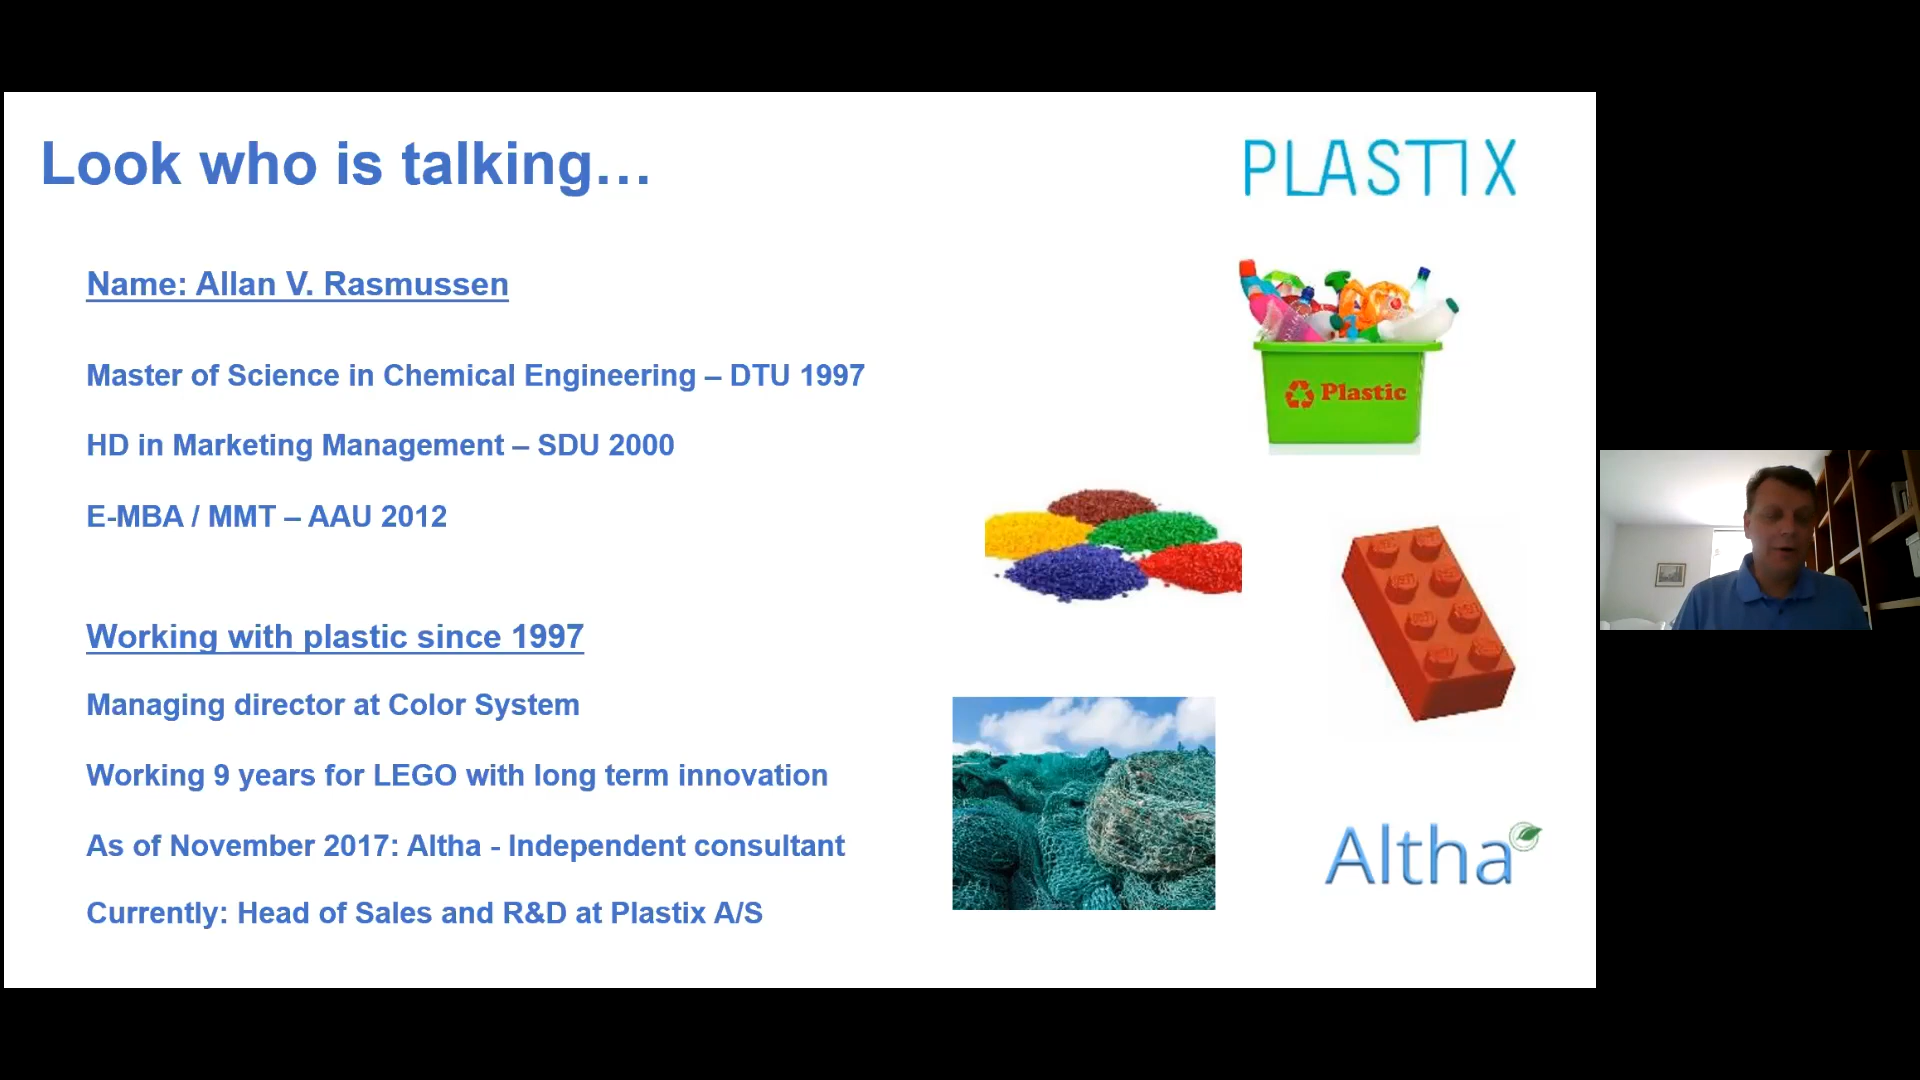 Look who is talking…
PLASTIX
Name: Allan V. Rasmussen
Master of Science in Chemical Engineering – DTU 1997
HD in Marketing Management – SDU 2000
E-MBA / MMT – AAU 2012
Plastic
Working with plastic since 1997
Managing director at Color System
Working 9 years for LEGO with long term innovation
As of November 2017: Altha - Independent consultant
Currently: Head of Sales and R&D at Plastix A/S
Altha